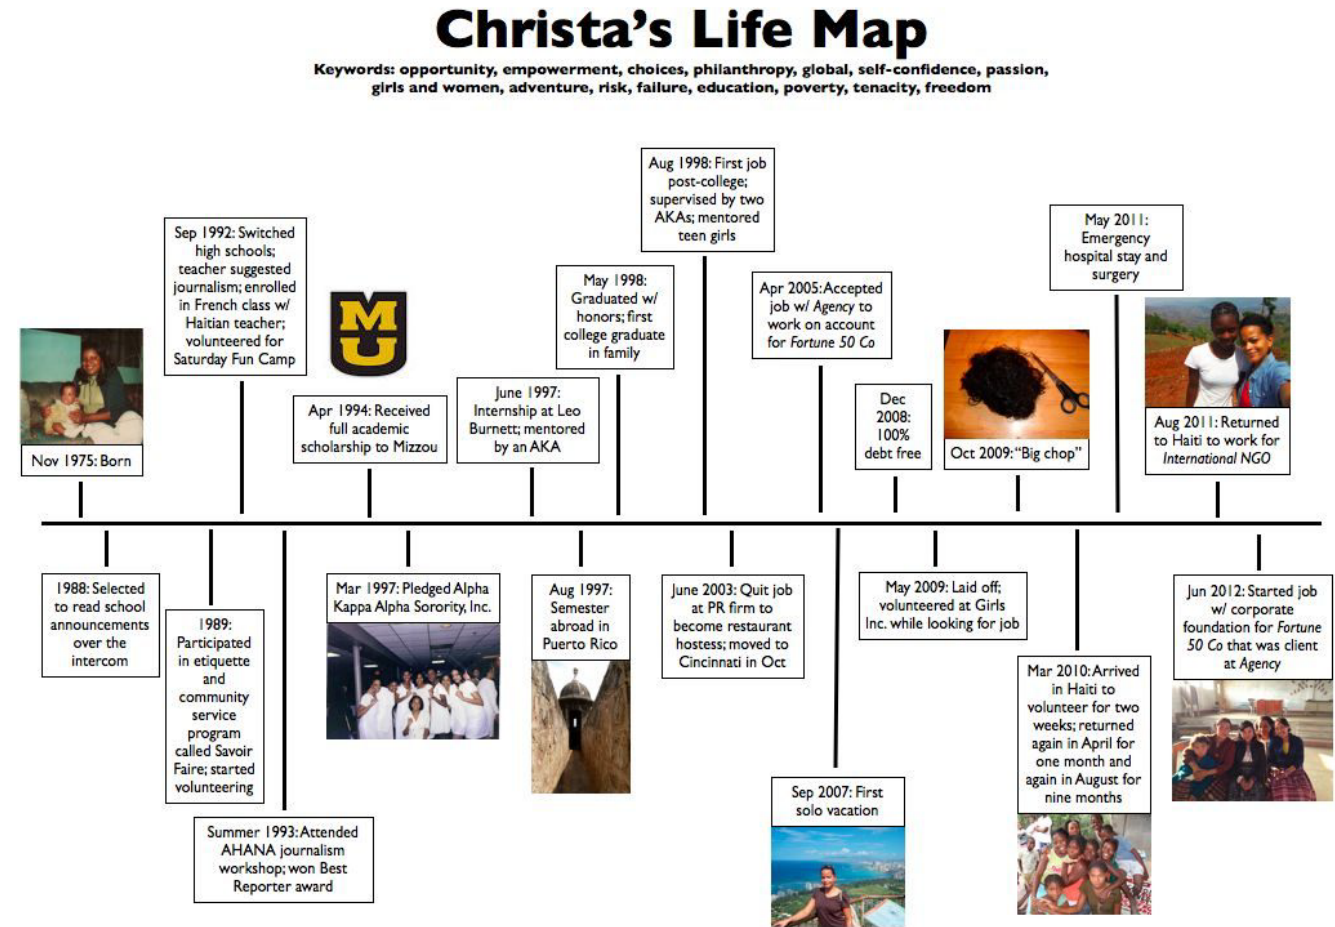 Christa's Life Map
Keywords: opportunity, empowerment, choices, philanthropy, global, self-confidence, passion,
girls and women, adventure, risk, failure, education, poverty, tenacity, freedom
Nov 1975: Born
1988: Selected
to read school
announcements
over the
intercom
1989:
Participated
in etiquette
and
community
service
program
called Savoir
Faire; started
volunteering
Sep 1992: Switched
high schools;
teacher suggested
journalism; enrolled
in French class w/
Haitian teacher;
volunteered for
Saturday Fun Camp
Summer 1993: Attended
AHANA journalism
workshop; won Best
Reporter award
M
U
Apr 1994: Received
full academic
scholarship to Mizzou
Mar 1997: Pledged Alpha
Kappa Alpha Sorority, Inc.
June 1997:
Internship at Leo
Burnett; mentored
by an AKA
Aug 1997:
Semester
abroad in
Puerto Rico
May 1998:
Graduated w/
honors; first
college graduate
in family
Aug 1998: First job
post-college;
supervised by two
AKAs; mentored
teen girls
June 2003: Quit job
at PR firm to
become restaurant
hostess; moved to
Cincinnati in Oct
Apr 2005: Accepted
job w/ Agency to
work on account
for Fortune 50 Co
Sep 2007: First
solo vacation
Dec
2008:
100%
debt free
May 2009: Laid off;
volunteered at Girls
Inc. while looking for job
Oct 2009: "Big chop"
Mar 2010: Arrived
in Haiti to
volunteer for two
weeks; returned
again in April for
one month and
again in August for
nine months
May 2011:
Emergency
hospital stay and
surgery
Aug 2011: Returned
to Haiti to work for
International NGO
Jun 2012: Started job
w/ corporate
foundation for Fortune
50 Co that was client
at Agency